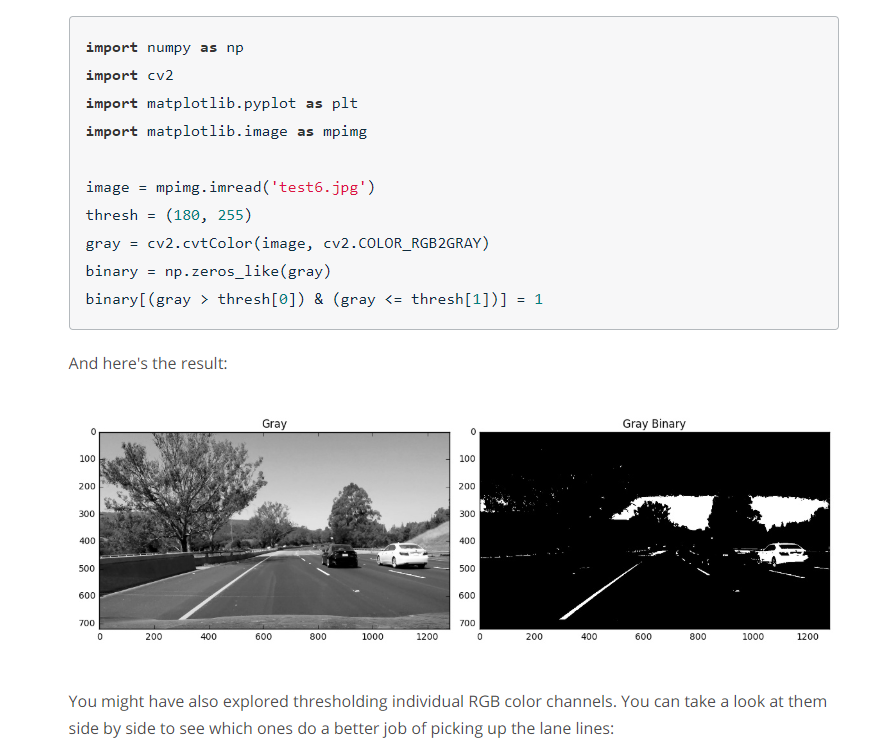 import numpy as np
import cv2
import matplotlib.pyplot as plt
import matplotlib.image as mpimg
image = mpimg.imread('test6.jpg')
thresh = (180, 255)
gray = cv2.cvtColor(image, cv2.COLOR_RGB2GRAY)
binary = np.zeros_like(gray)
binary[(gray > thresh[0]) & (gray <= thresh[1])] = 1
And here's the result:
Gray
0
100
200
300
400
500
600
700
0 200 400 600 800 1000 1200
Gray Binary
0
100
200
300
400
500
600
700
0 200 400 600 800 1000 1200
You might have also explored thresholding individual RGB color channels. You can take a look at them
side by side to see which ones do a better job of picking up the lane lines: